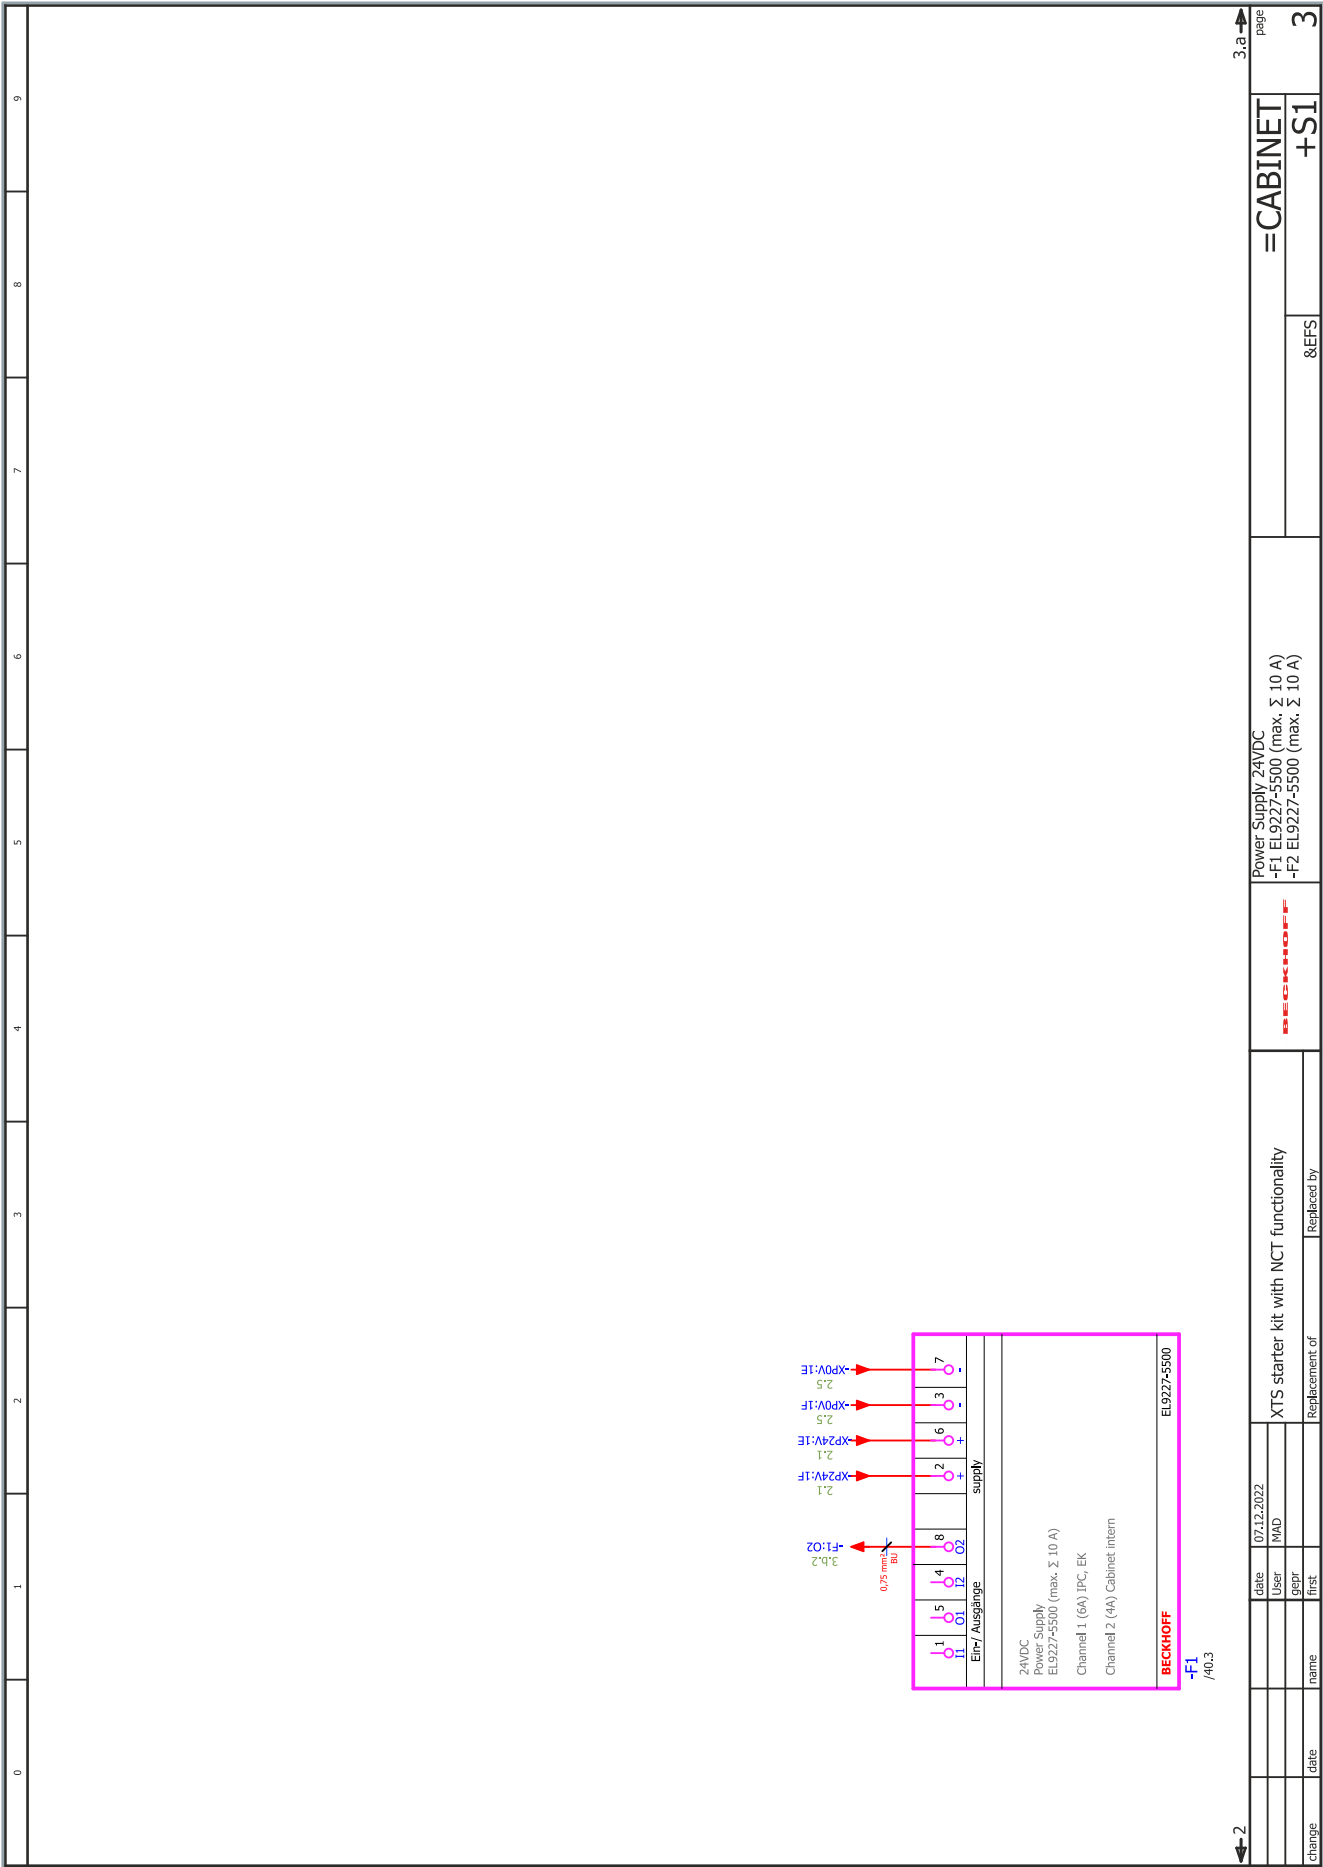 0
1
2
3
4
5
6
7
8
9
-F1:O2
3.b.2
-XP24V:1F
2.1
-XP24V:1E
2.1
-XP0V:1F
2.5
-XP0V:1E
2.5
0,75 mm²
BU
1
5
4
8
2
6
3
7
I1
O1
I2
O2
+
+
-
-
Ein-/ Ausgänge
supply
24VDC
Power Supply
EL9227-5500 (max. Σ 10 A)
Channel 1 (6A) IPC, EK
Channel 2 (4A) Cabinet intern
BECKHOFF
EL9227-5500
-F1
/40.3
2
3.a
change
date
name
date
07.12.2022
User
MAD
gepr
first
XTS starter kit with NCT functionality
Replacement of
Replaced by
BECKHOFF
Power Supply 24VDC
-F1 EL9227-5500 (max. Σ 10 A)
-F2 EL9227-5500 (max. Σ 10 A)
&EFS
=CABINET
+S1
page
3